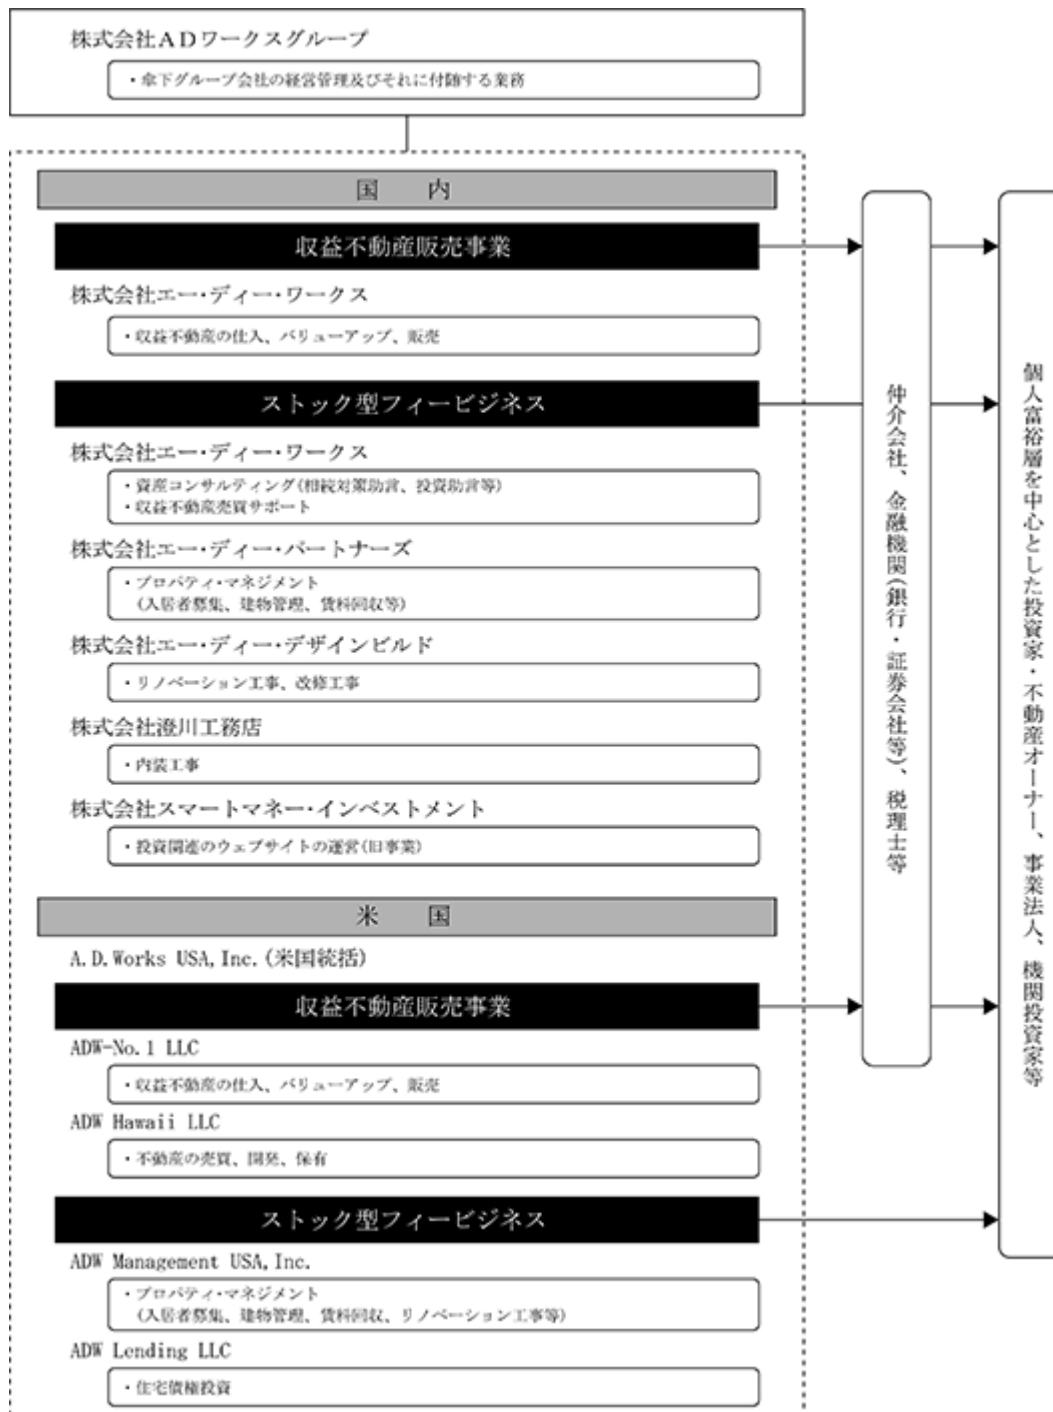 株式会社ADワークスグループ
・傘下グループ会社の経営管理及びそれに付随する業務
国　内
収益不動産販売事業
株式会社エー・ディー・ワークス
・収益不動産の仕入、バリューアップ、販売
ストック型フィービジネス
株式会社エー・ディー・ワークス
・資産コンサルティング(相続対策助言、投資助言等)
・収益不動産売買サポート
株式会社エー・ディー・パートナーズ
・プロパティ・マネジメント
(入居者募集、建物管理、賃料回収等)
株式会社エー・ディー・デザインビルド
・リノベーション工事、改修工事
株式会社澄川工務店
・内装工事
株式会社スマートマネー・インベストメント
・投資関連のウェブサイトの運営(旧事業)
米　国
A.D.Works USA,Inc.(米国統括)
収益不動産販売事業
ADW-No.1 LLC
・収益不動産の仕入、バリューアップ、販売
ADW Hawaii LLC
・不動産の売買、開発、保有
ストック型フィービジネス
ADW Management USA,Inc.
・プロパティ・マネジメント
(入居者募集、建物管理、賃料回収、リノベーション工事等)
ADW Lending LLC
・住宅債権投資
仲介会社、金融機関(銀行・証券会社等)、税理士等
個人富裕層を中心とした投資家・不動産オーナー、事業法人、機関投資家等